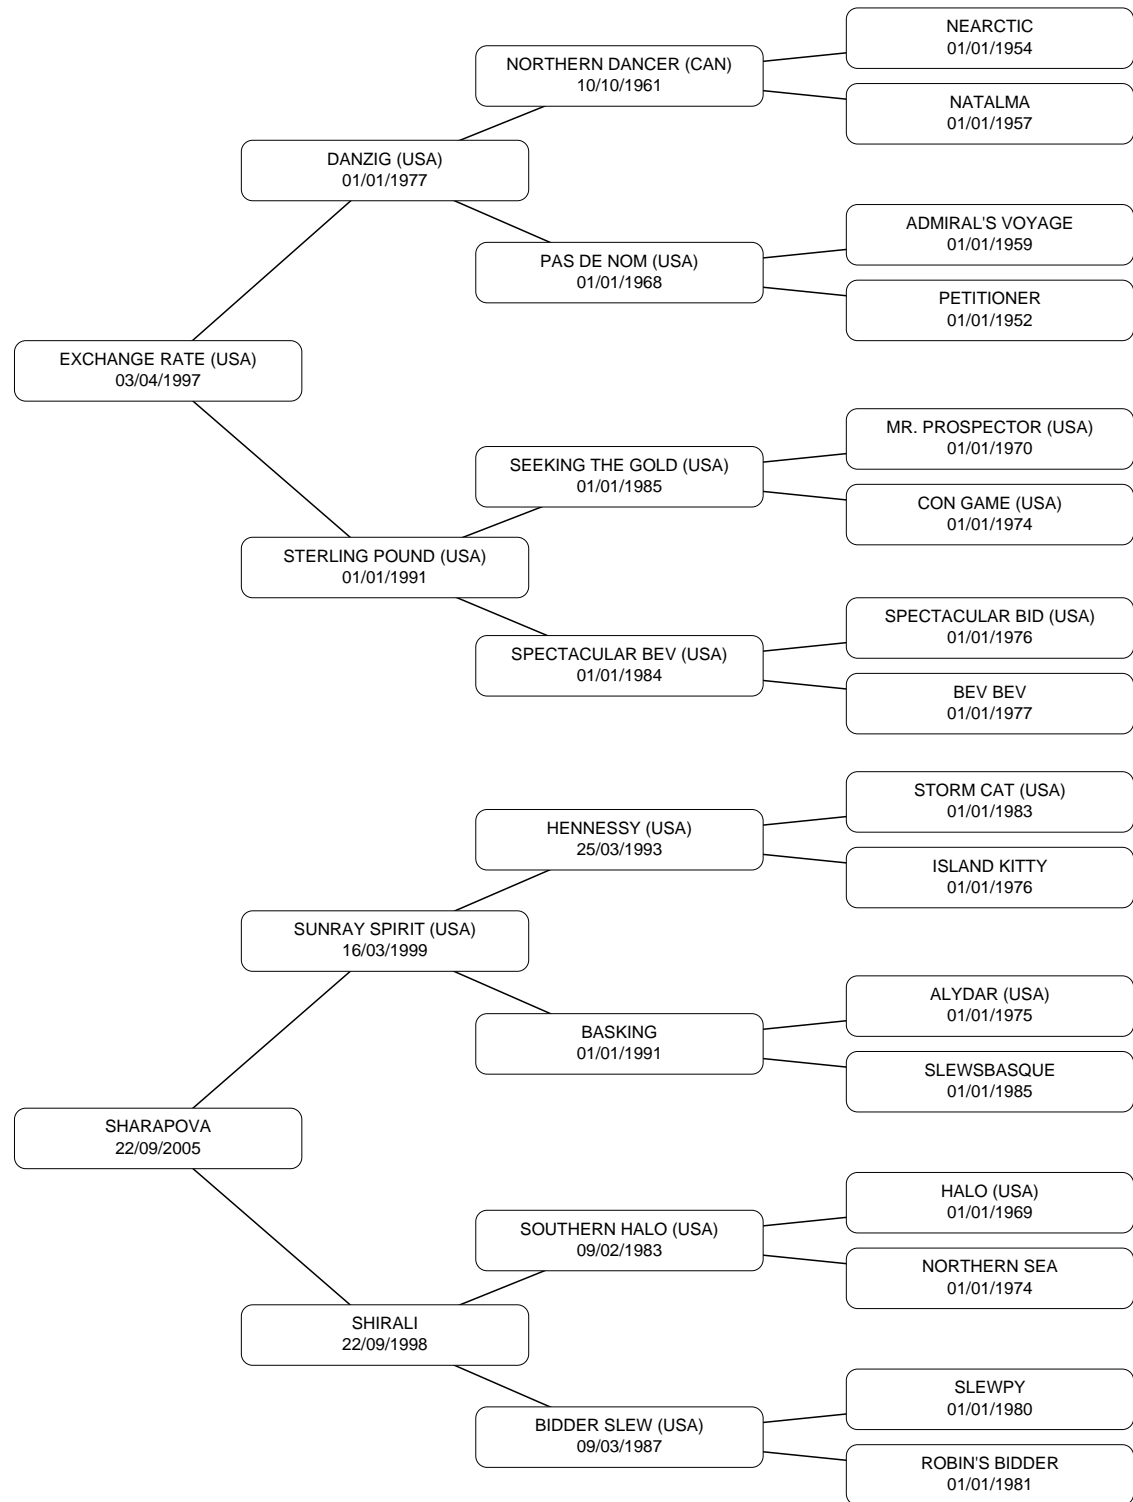 NEARCTIC
01/01/1954
NORTHERN DANCER (CAN)
10/10/1961
NATALMA
01/01/1957
DANZIG (USA)
01/01/1977
ADMIRAL'S VOYAGE
01/01/1959
PAS DE NOM (USA)
01/01/1968
PETITIONER
01/01/1952
EXCHANGE RATE (USA)
03/04/1997
MR. PROSPECTOR (USA)
01/01/1970
SEEKING THE GOLD (USA)
01/01/1985
CON GAME (USA)
01/01/1974
STERLING POUND (USA)
01/01/1991
SPECTACULAR BID (USA)
01/01/1976
SPECTACULAR BEV (USA)
01/01/1984
BEV BEV
01/01/1977
STORM CAT (USA)
01/01/1983
HENNESSY (USA)
25/03/1993
ISLAND KITTY
01/01/1976
SUNRAY SPIRIT (USA)
16/03/1999
ALYDAR (USA)
01/01/1975
BASKING
01/01/1991
SLEWSBASQUE
01/01/1985
SHARAPOVA
22/09/2005
HALO (USA)
01/01/1969
SOUTHERN HALO (USA)
09/02/1983
NORTHERN SEA
01/01/1974
SHIRALI
22/09/1998
SLEWPY
01/01/1980
BIDDER SLEW (USA)
09/03/1987
ROBIN'S BIDDER
01/01/1981